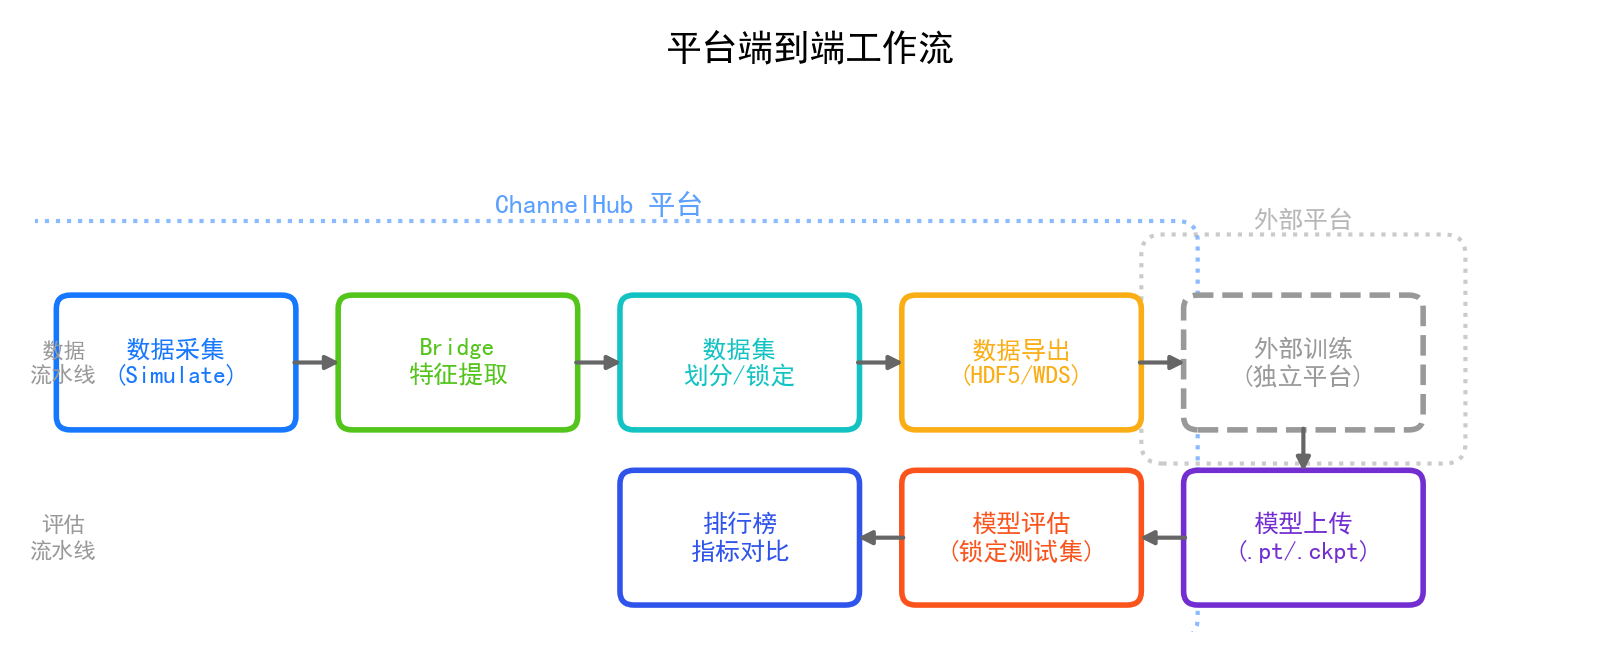 平台端到端工作流
ChannelHub 平台
外部平台
数据
流水线
数据采集
(Simulate)
Bridge
特征提取
数据集
划分/锁定
数据导出
(HDF5/WDS)
外部训练
(独立平台)
评估
流水线
排行榜
指标对比
模型评估
(锁定测试集)
模型上传
(.pt/.ckpt)